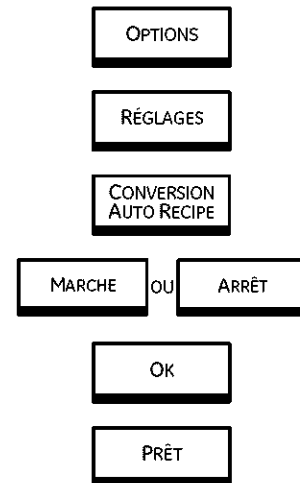 OPTIONS
RÉGLAGES
CONVERSION
AUTO RECIPE
MARCHE OU ARRÊT
OK
PRÊT